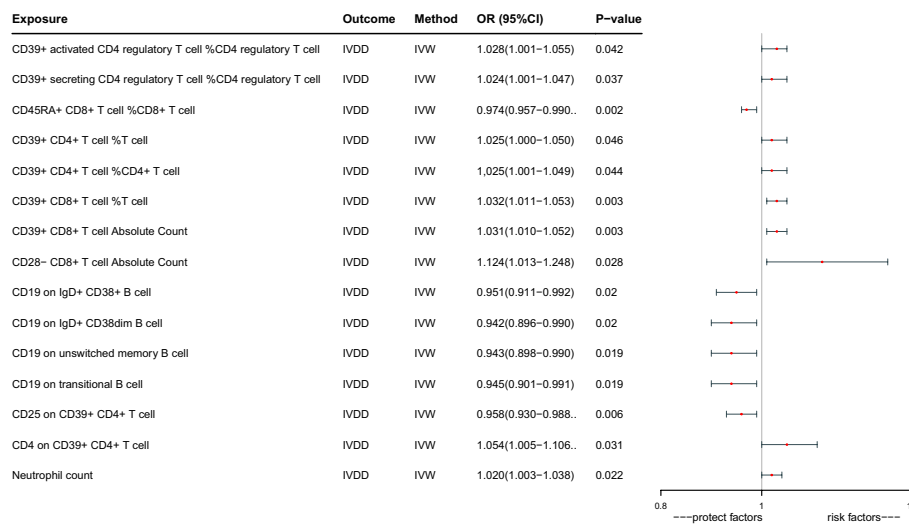 Exposure Outcome Method OR (95%CI) P−value
CD39+ activated CD4 regulatory T cell %CD4 regulatory T cell IVDD IVW 1.028(1.001−1.055) 0.042
CD39+ secreting CD4 regulatory T cell %CD4 regulatory T cell IVDD IVW 1.024(1.001−1.047) 0.037
CD45RA+ CD8+ T cell %CD8+ T cell IVDD IVW 0.974(0.957−0.990.. 0.002
CD39+ CD4+ T cell %T cell IVDD IVW 1.025(1.000−1.050) 0.046
CD39+ CD4+ T cell %CD4+ T cell IVDD IVW 1,025(1.001−1.049) 0.044
CD39+ CD8+ T cell %T cell IVDD IVW 1.032(1.011−1.053) 0.003
CD39+ CD8+ T cell Absolute Count IVDD IVW 1.031(1.010−1.052) 0.003
CD28− CD8+ T cell Absolute Count IVDD IVW 1.124(1.013−1.248) 0.028
CD19 on IgD+ CD38+ B cell IVDD IVW 0.951(0.911−0.992) 0.02
CD19 on IgD+ CD38dim B cell IVDD IVW 0.942(0.896−0.990) 0.02
CD19 on unswitched memory B cell IVDD IVW 0.943(0.898−0.990) 0.019
CD19 on transitional B cell IVDD IVW 0.945(0.901−0.991) 0.019
CD25 on CD39+ CD4+ T cell IVDD IVW 0.958(0.930−0.988.. 0.006
CD4 on CD39+ CD4+ T cell IVDD IVW 1.054(1.005−1.106.. 0.031
Neutrophil count IVDD IVW 1.020(1.003−1.038) 0.022
0.8 1
−−−protect factors risk factors−−−